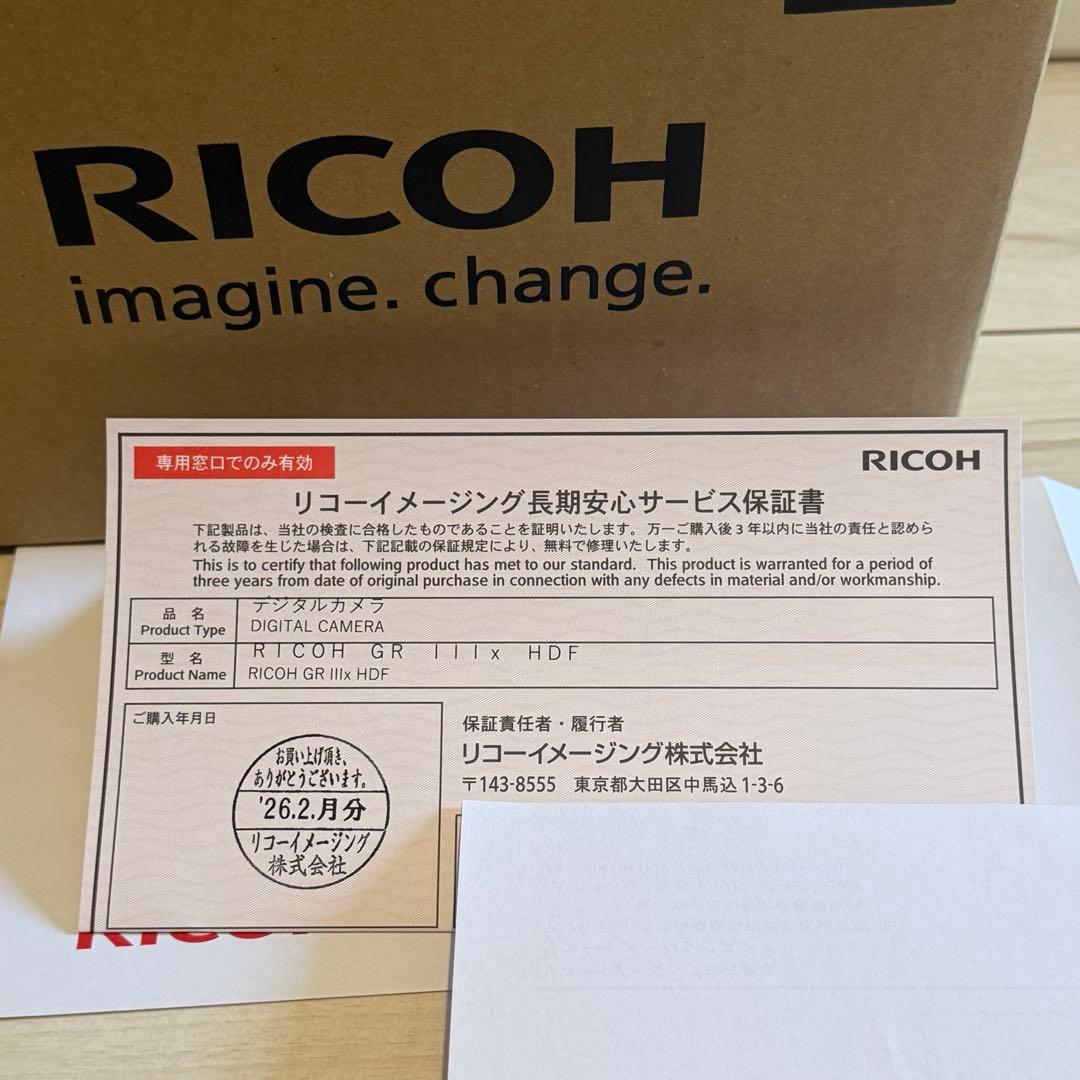 RICOH
imagine. change.
専用窓口でのみ有効
RICOH
リコーイメージング長期安心サービス保証書
下記製品は、当社の検査に合格したものであることを証明いたします。万一ご購入後3年以内に当社の責任と認めら
れる故障を生じた場合は、下記記載の保証規定により、無料で修理いたします。
This is to certify that following product has met to our standard. This product is warranted for a period of
three years from date of original purchase in connection with any defects in material and/or workmanship.
品 名
Product Type
デジタルカメラ
DIGITAL CAMERA
型 名
Product Name
RICOH GR IIIx HDF
RICOH GR IIIx HDF
ご購入年月日
お買い上げ頂き、
ありがとうございます。
'26.2.月分
リコーイメージング
株式会社
保証責任者・履行者
リコーイメージング株式会社
〒143-8555 東京都大田区中馬込1-3-6
RICOH